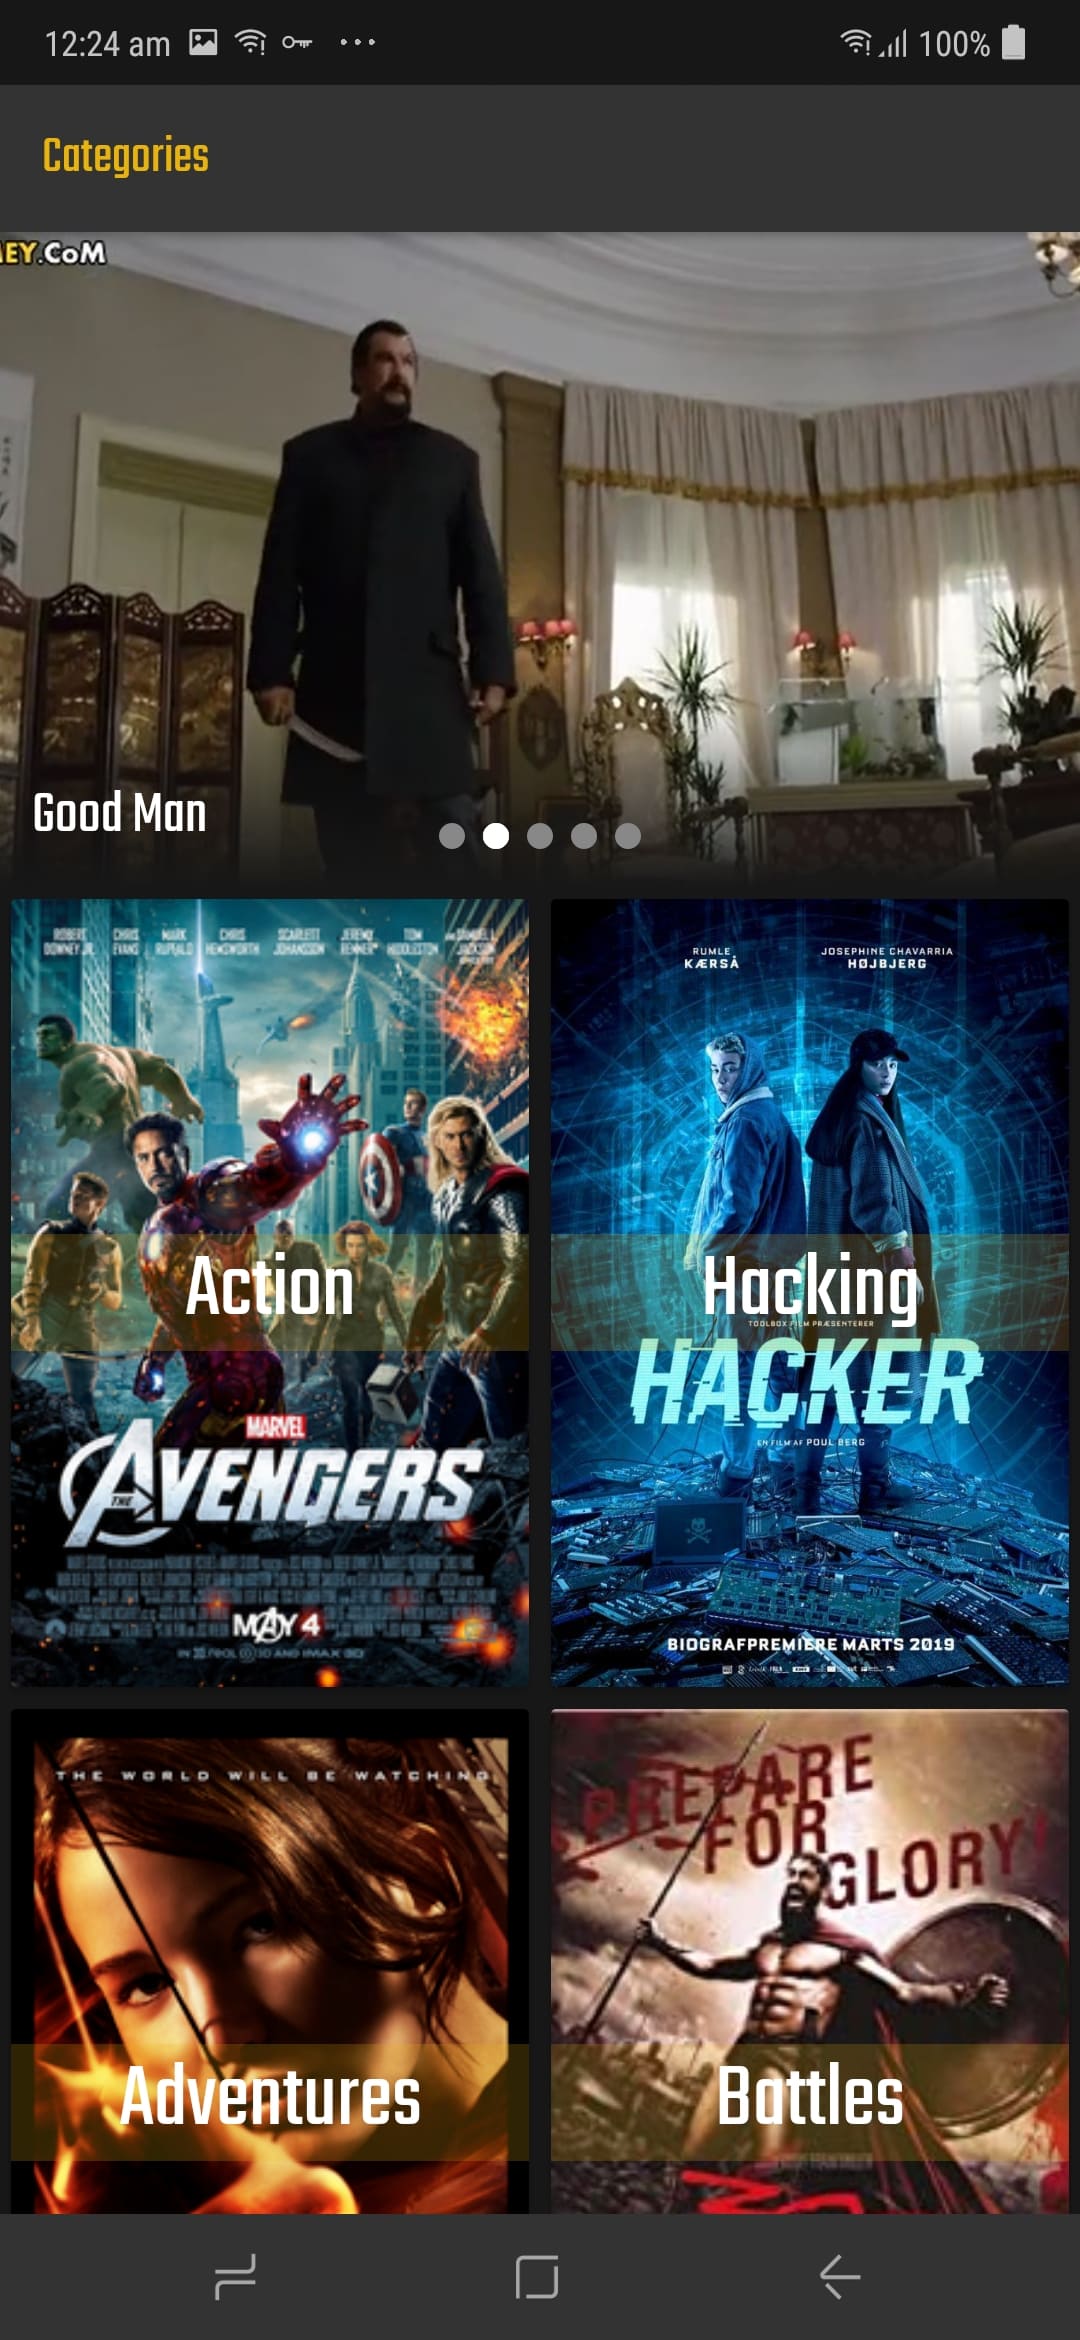 12:24 am
100%
Categories
EY.CoM
Good Man
ROBERT DOWNEY JR.
CHRIS EVANS
MARK RUFFALO
CHRIS HEMSWORTH
SCARLETT JOHANSSON
JEREMY RENNER
TOM HIDDLESTON
SAMUEL L. JACKSON
Action
MARVEL
THE AVENGERS
MAY 4
RUMLE KÆRSÅ
JOSEPHINE CHAVARRIA HØJBJERG
Hacking
TOOLBOX FILM PRÆSENTERER
HACKER
EN FILM AF POUL BERG
BIOGRAFPREMIERE MARTS 2019
THE WORLD WILL BE WATCHING
Adventures
PREPARE
FOR
GLORY!
Battles